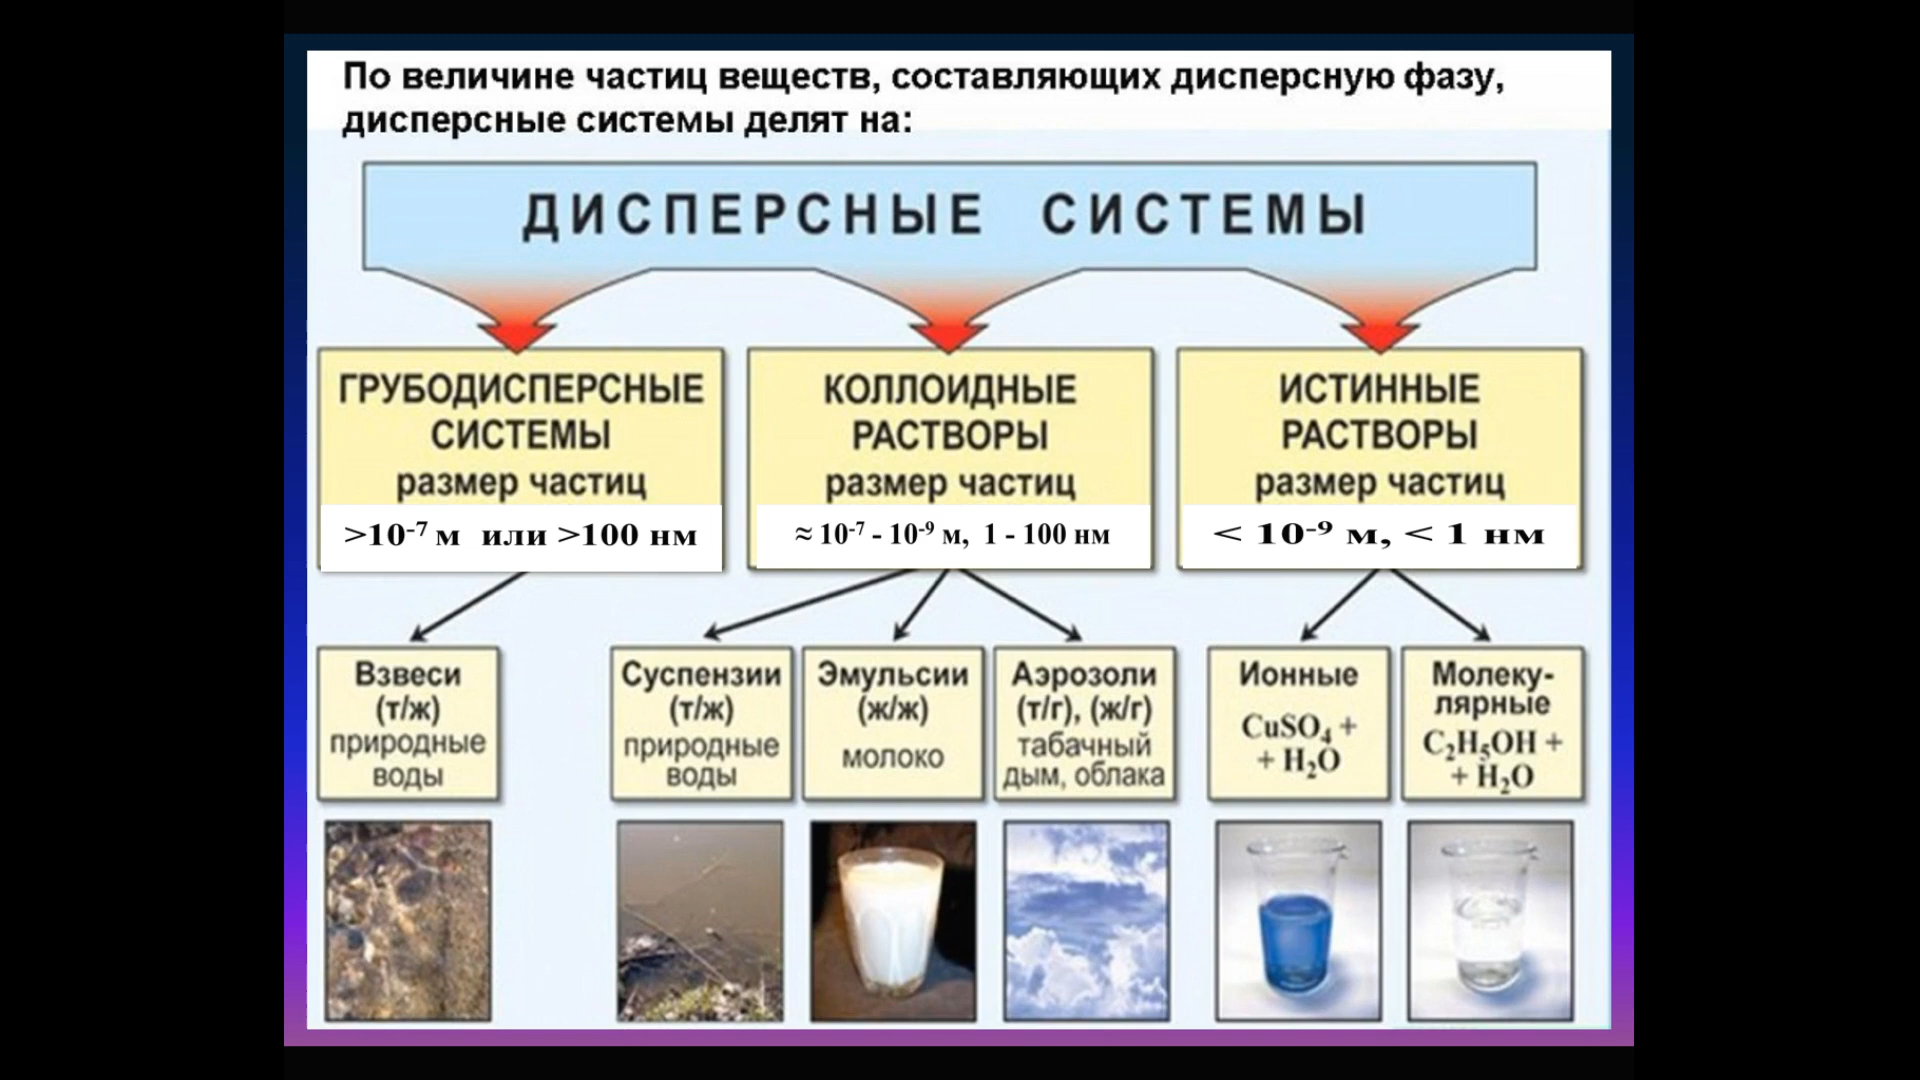 По величине частиц веществ, составляющих дисперсную фазу,
дисперсные системы делят на:
ДИСПЕРСНЫЕ СИСТЕМЫ
ГРУБОДИСПЕРСНЫЕ
СИСТЕМЫ
размер частиц
>10⁻⁷ м или >100 нм
КОЛЛОИДНЫЕ
РАСТВОРЫ
размер частиц
≈ 10⁻⁷ - 10⁻⁹ м, 1 - 100 нм
ИСТИННЫЕ
РАСТВОРЫ
размер частиц
< 10⁻⁹ м, < 1 нм
Взвеси
(т/ж)
природные
воды
Суспензии
(т/ж)
природные
воды
Эмульсии
(ж/ж)
молоко
Аэрозоли
(т/г), (ж/г)
табачный
дым, облака
Ионные
CuSO₄ +
+ H₂O
Молеку-
лярные
C₂H₅OH +
+ H₂O